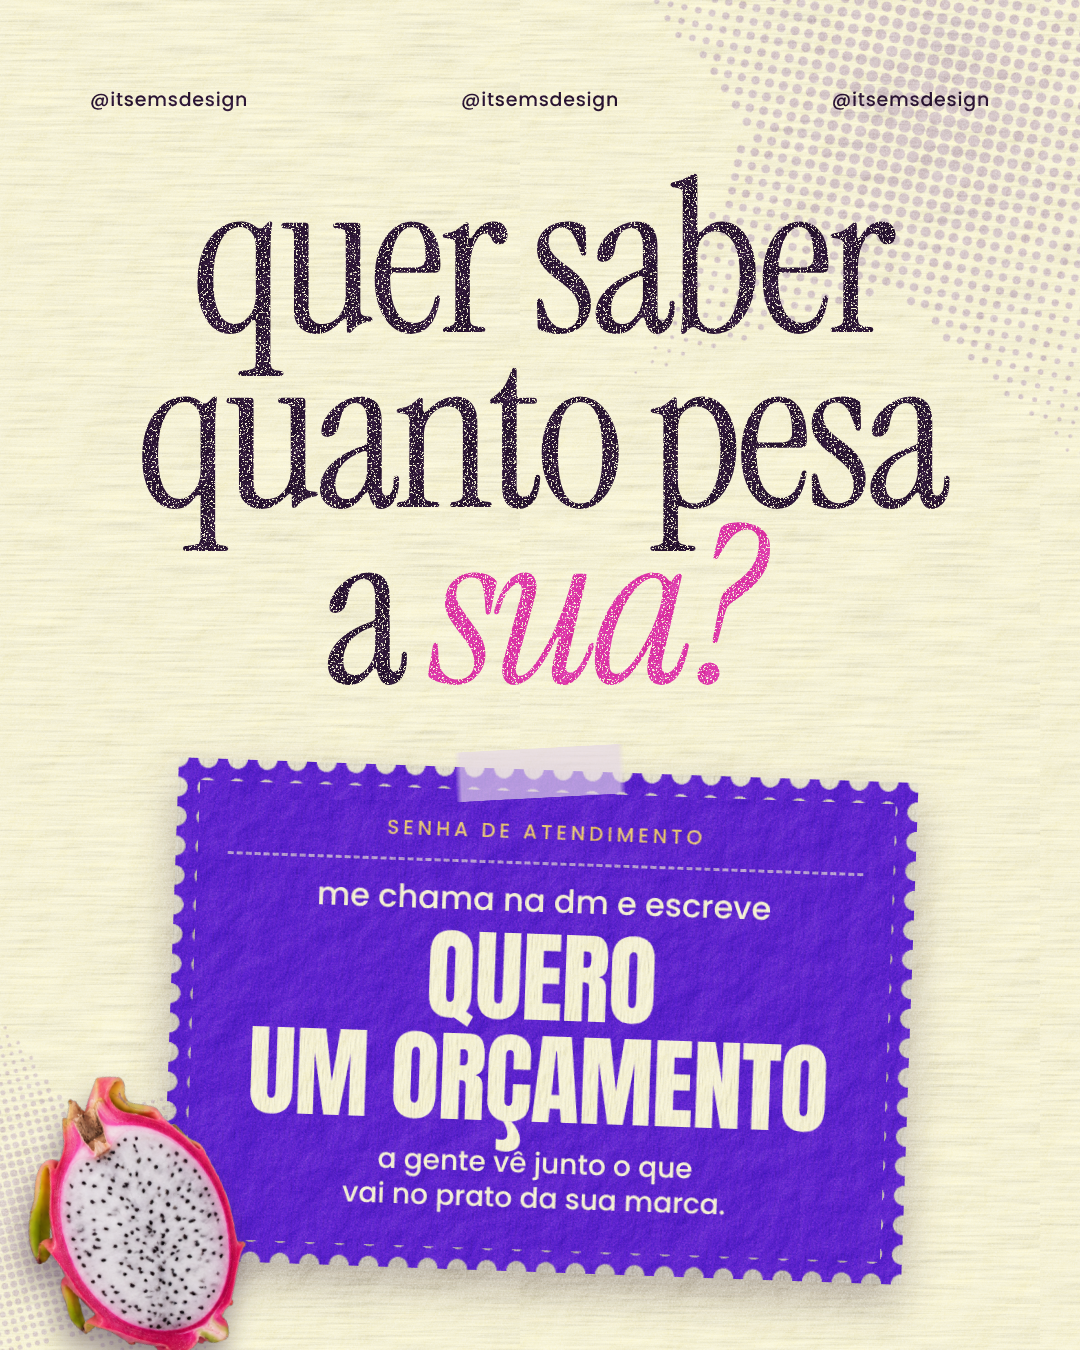 @itsemsdesign @itsemsdesign @itsemsdesign
quer saber
quanto pesa
a sua?
SENHA DE ATENDIMENTO
me chama na dm e escreve
QUERO
UM ORÇAMENTO
a gente vê junto o que
vai no prato da sua marca.